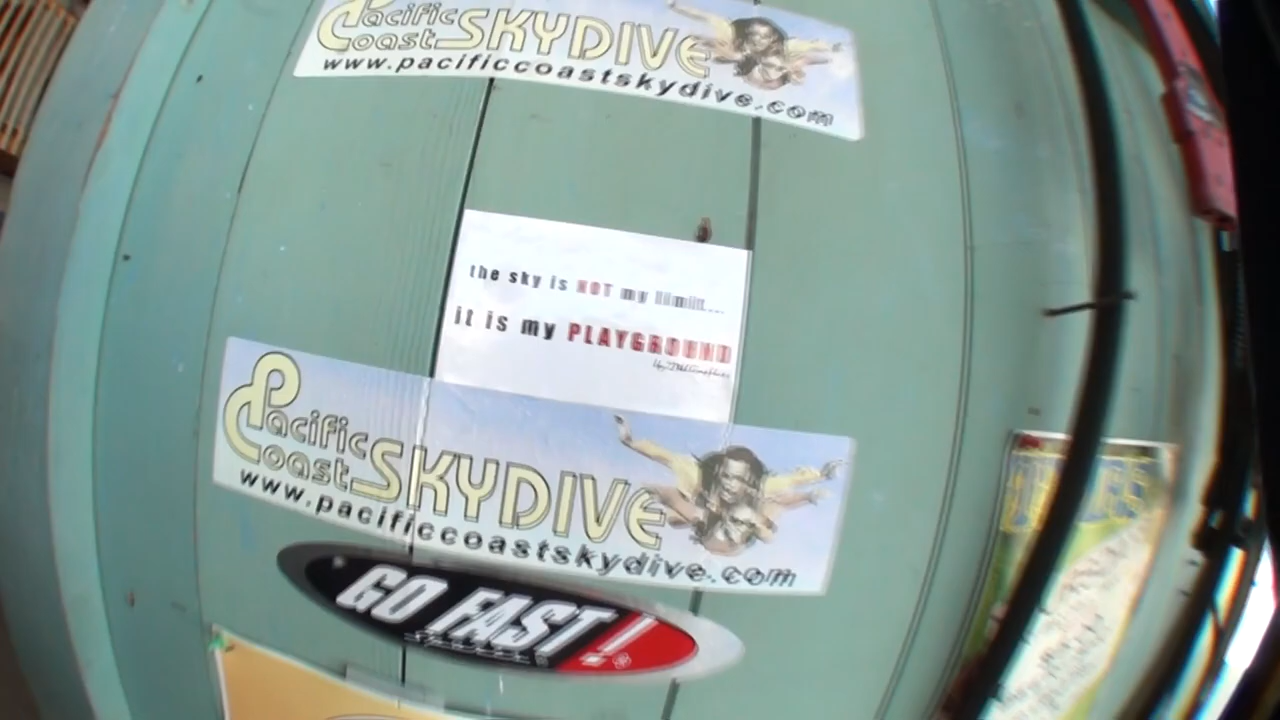 Pacific
Coast SKYDIVE
www.pacificcoastskydive.com
the sky is NOT my limit...
it is my PLAYGROUND
Pacific
Coast SKYDIVE
www.pacificcoastskydive.com
GO FAST!